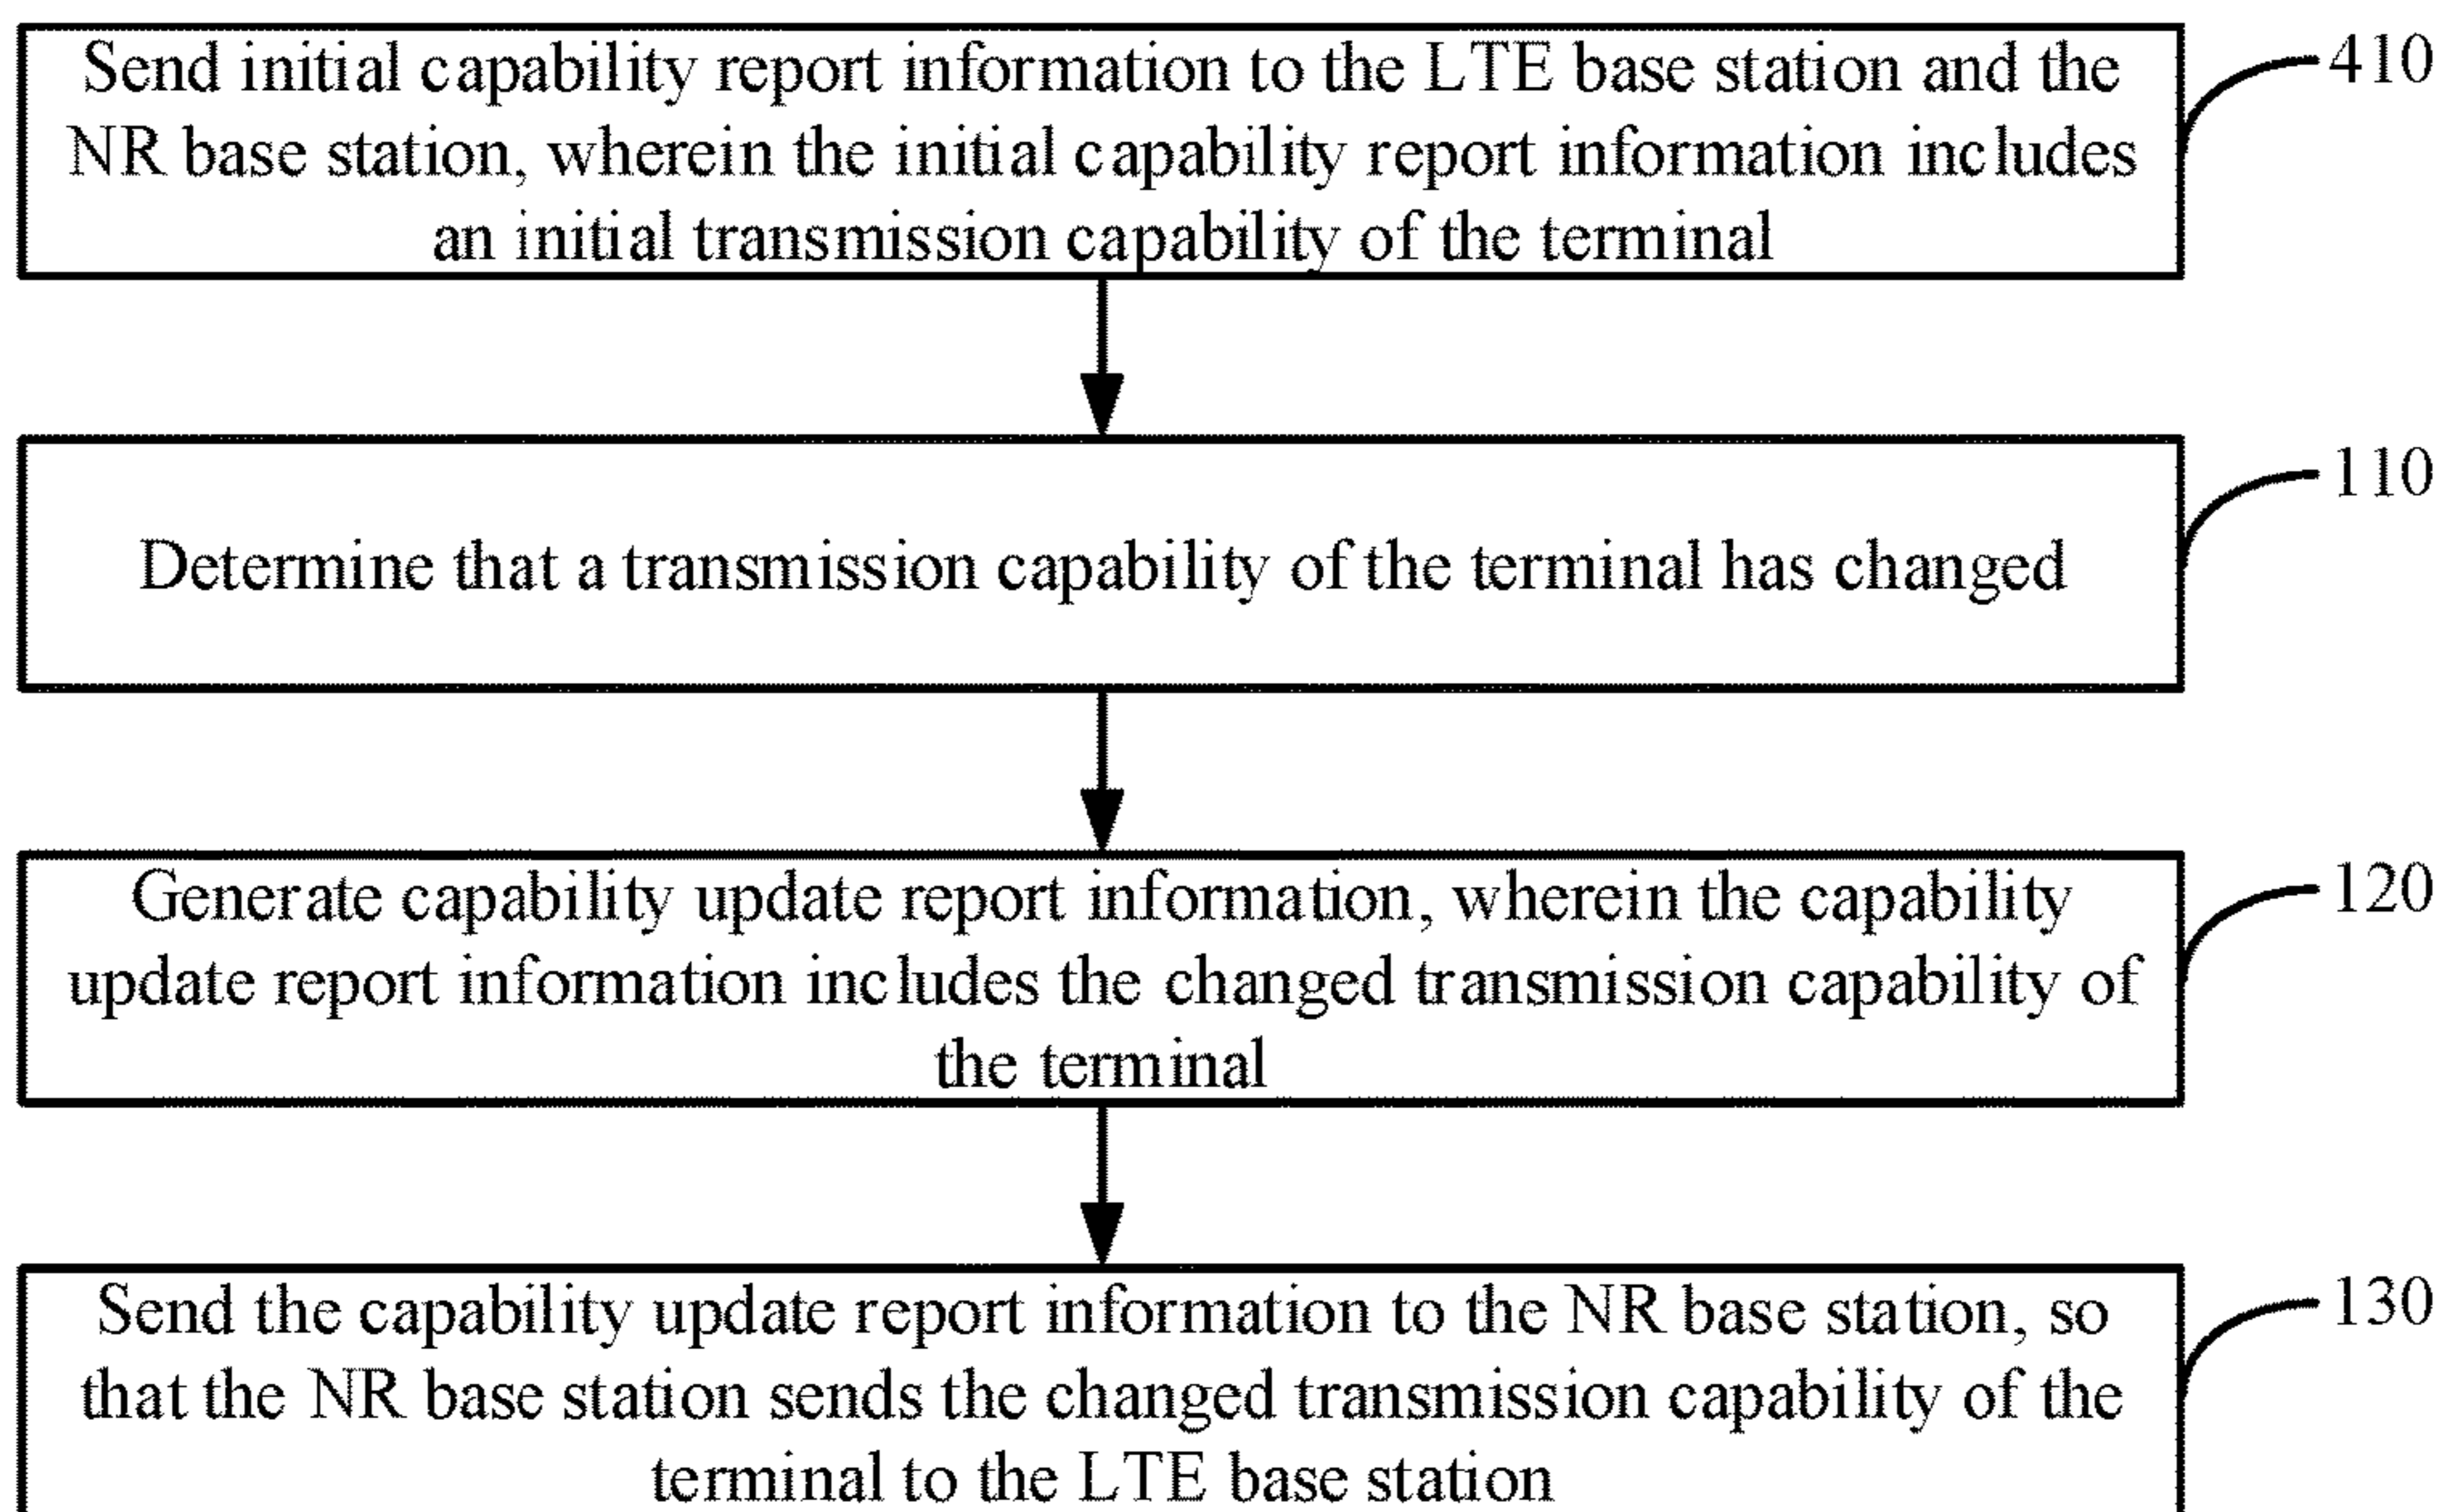 Send initial capability report information to the LTE base station and the
NR base station, wherein the initial capability report information includes
an initial transmission capability of the terminal
410
Determine that a transmission capability of the terminal has changed
110
Generate capability update report information, wherein the capability
update report information includes the changed transmission capability of
the terminal
120
Send the capability update report information to the NR base station, so
that the NR base station sends the changed transmission capability of the
terminal to the LTE base station
130